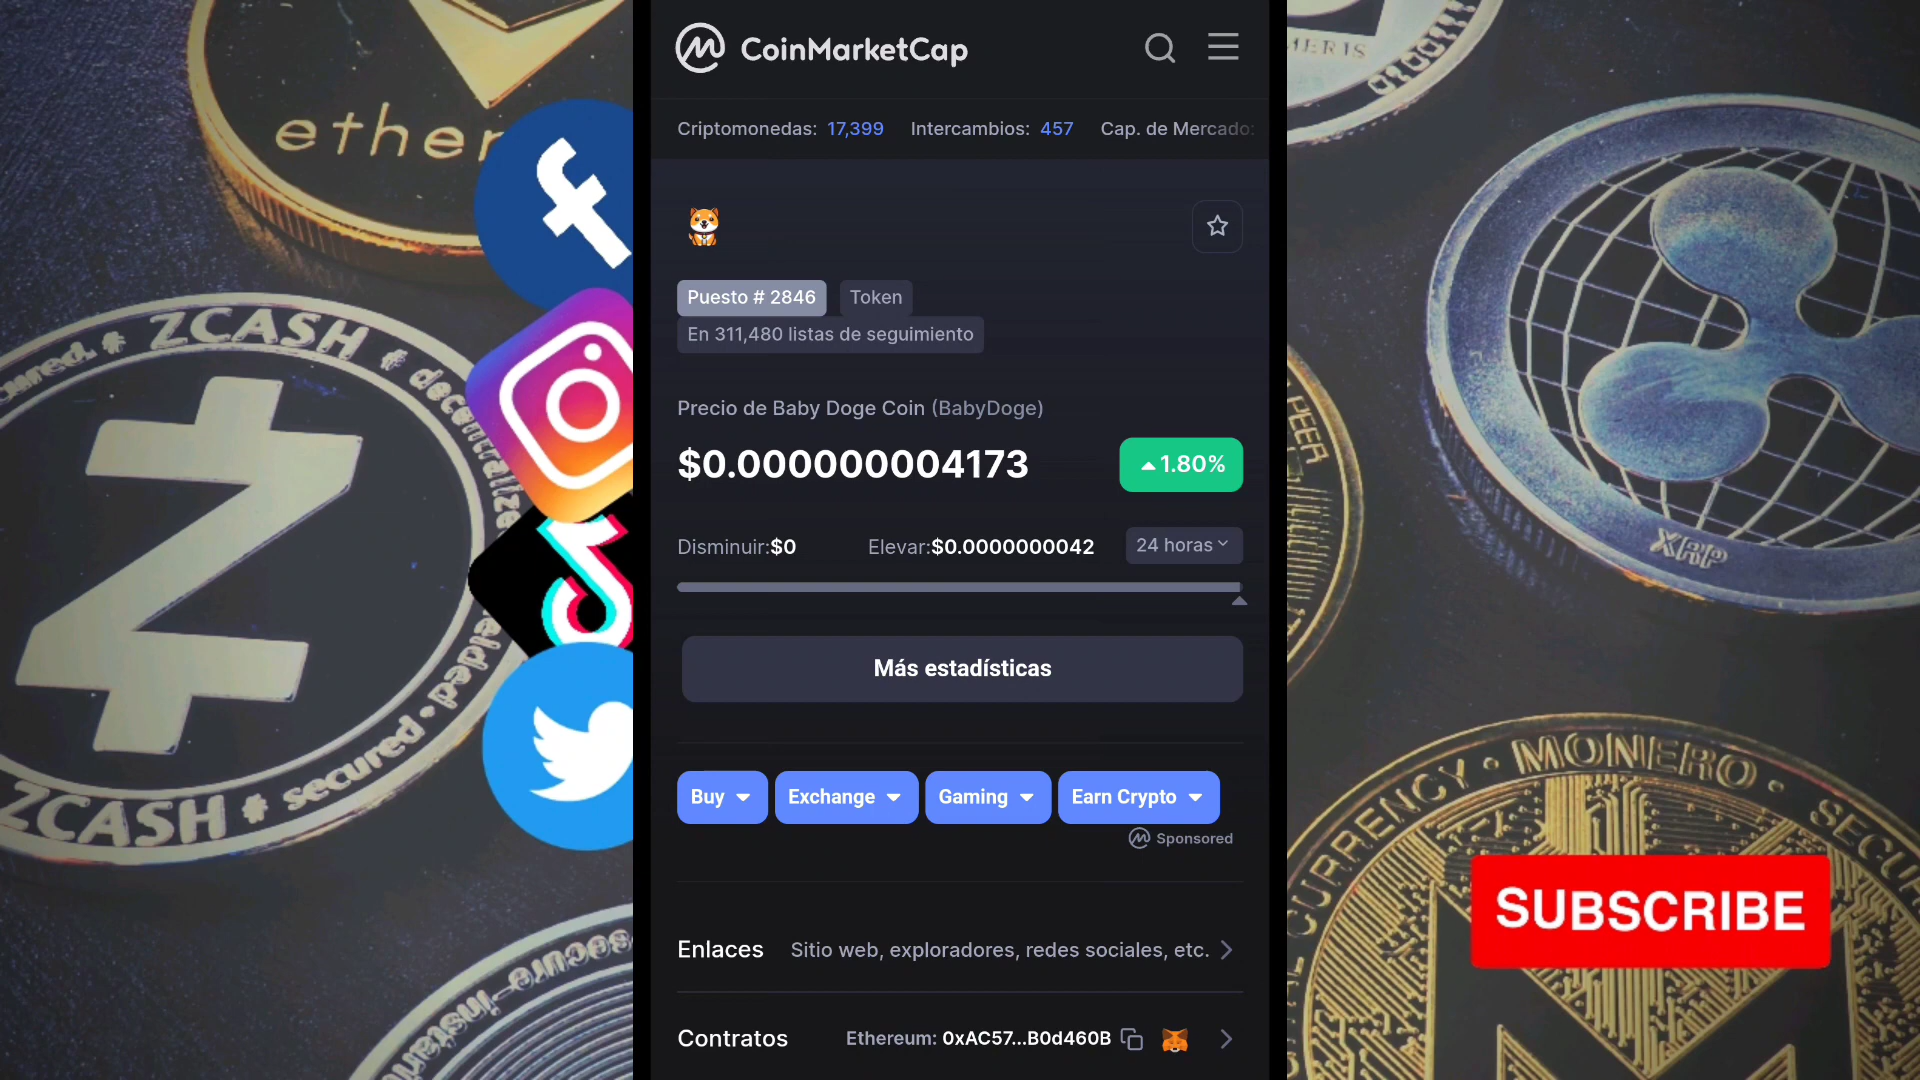 CoinMarketCap
Criptomonedas: 17,399 Intercambios: 457 Cap. de Mercado:
Puesto # 2846 Token
En 311,480 listas de seguimiento
Precio de Baby Doge Coin (BabyDoge)
$0.000000004173 1.80%
Disminuir:$0 Elevar:$0.0000000042 24 horas
Más estadísticas
Buy Exchange Gaming Earn Crypto
Sponsored
Enlaces Sitio web, exploradores, redes sociales, etc.
Contratos Ethereum: 0xAC57...B0d460B
ether
# ZCASH #
ZCASH # secured
XRP
PEER
CURRENCY • MONERO •
SUBSCRIBE